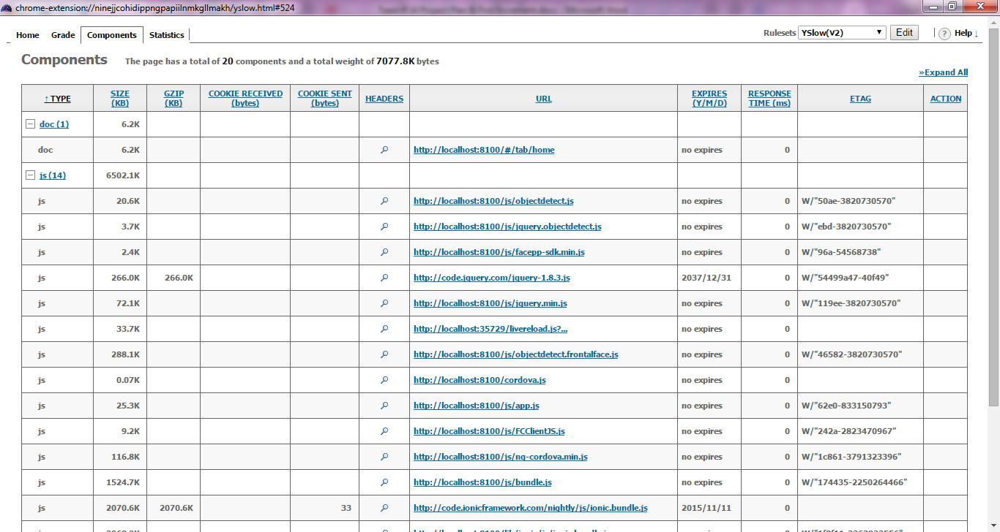 chrome-extension://ninejjcohidippngpapiilnmkgllmakh/yslow.html#524
Home Grade Components Statistics Rulesets YSlow(V2) Edit ? Help ↓
Components The page has a total of 20 components and a total weight of 7077.8K bytes
»Expand All
↑ TYPE SIZE (KB) GZIP (KB) COOKIE RECEIVED (bytes) COOKIE SENT (bytes) HEADERS URL EXPIRES (Y/M/D) RESPONSE TIME (ms) ETAG ACTION
doc (1) 6.2K
doc 6.2K http://localhost:8100/#/tab/home no expires 0
js (14) 6502.1K
js 20.6K http://localhost:8100/js/objectdetect.js no expires 0 W/"50ae-3820730570"
js 3.7K http://localhost:8100/js/jquery.objectdetect.js no expires 0 W/"ebd-3820730570"
js 2.4K http://localhost:8100/js/facepp-sdk.min.js no expires 0 W/"96a-54568738"
js 266.0K 266.0K http://code.jquery.com/jquery-1.8.3.js 2037/12/31 0 W/"54499a47-40f49"
js 72.1K http://localhost:8100/js/jquery.min.js no expires 0 W/"119ee-3820730570"
js 33.7K http://localhost:35729/livereload.js?... no expires 0
js 288.1K http://localhost:8100/js/objectdetect.frontalface.js no expires 0 W/"46582-3820730570"
js 0.07K http://localhost:8100/cordova.js no expires 0
js 25.3K http://localhost:8100/js/app.js no expires 0 W/"62e0-833150793"
js 9.2K http://localhost:8100/js/FCClientJS.js no expires 0 W/"242a-2823470967"
js 116.8K http://localhost:8100/js/ng-cordova.min.js no expires 0 W/"1c861-3791323396"
js 1524.7K http://localhost:8100/js/bundle.js no expires 0 W/"174435-2250264466"
js 2070.6K 2070.6K 33 http://code.ionicframework.com/nightly/js/ionic.bundle.js 2015/11/11 0